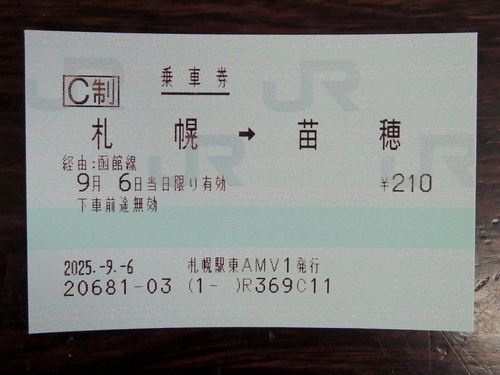 C制 乗車券
札幌 → 苗穂
経由:函館線
9月 6日当日限り有効 ¥210
下車前途無効
2025.-9.-6 札幌駅東AMV1発行
20681-03 (1- )R369C11